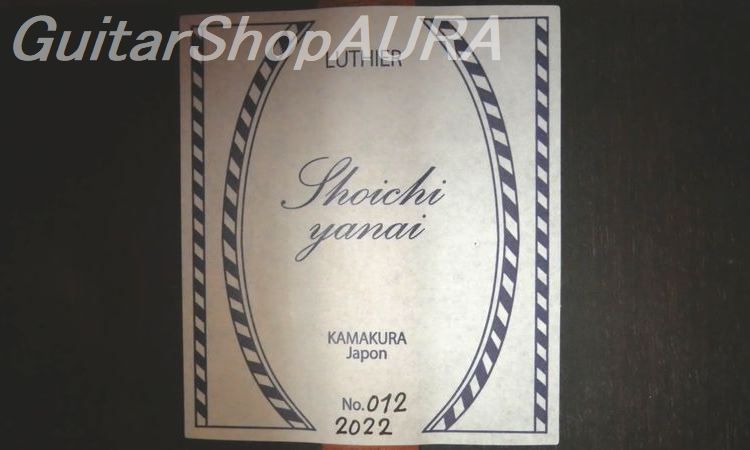 GuitarShopAURA
LUTHIER
Shoichi
yanai
KAMAKURA
Japon
No. 012
2022